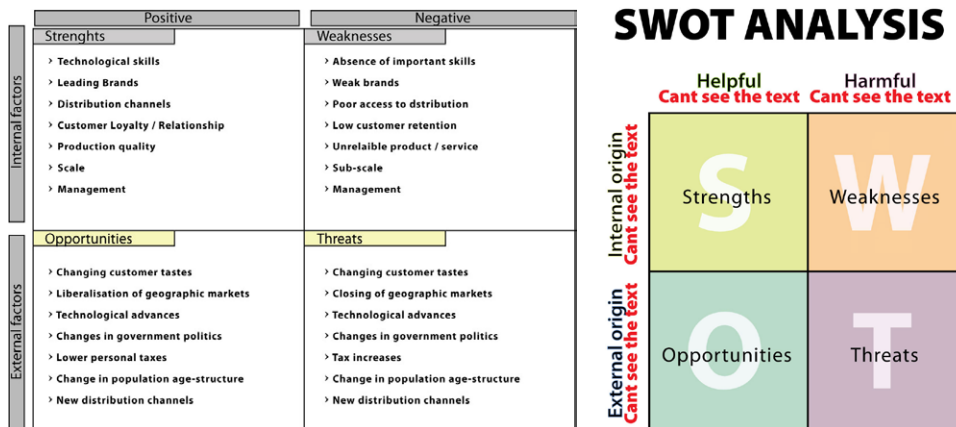 Positive
Negative
Internal factors
Strenghts
› Technological skills
› Leading Brands
› Distribution channels
› Customer Loyalty / Relationship
› Production quality
› Scale
› Management
Weaknesses
› Absence of important skills
› Weak brands
› Poor access to dstribution
› Low customer retention
› Unrelaible product / service
› Sub-scale
› Management
External factors
Opportunities
› Changing customer tastes
› Liberalisation of geographic markets
› Technological advances
› Changes in government politics
› Lower personal taxes
› Change in population age-structure
› New distribution channels
Threats
› Changing customer tastes
› Closing of geographic markets
› Technological advances
› Changes in government politics
› Tax increases
› Change in population age-structure
› New distribution channels
SWOT ANALYSIS
Helpful
Cant see the text
Harmful
Cant see the text
Internal origin
Cant see the text
S
Strengths
W
Weaknesses
External origin
Cant see the text
O
Opportunities
T
Threats